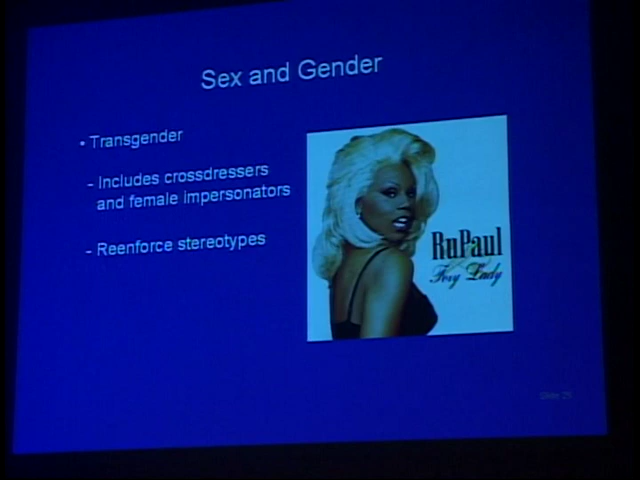 Sex and Gender
• Transgender
- Includes crossdressers
and female impersonators
- Reenforce stereotypes
RuPaul
Foxy Lady